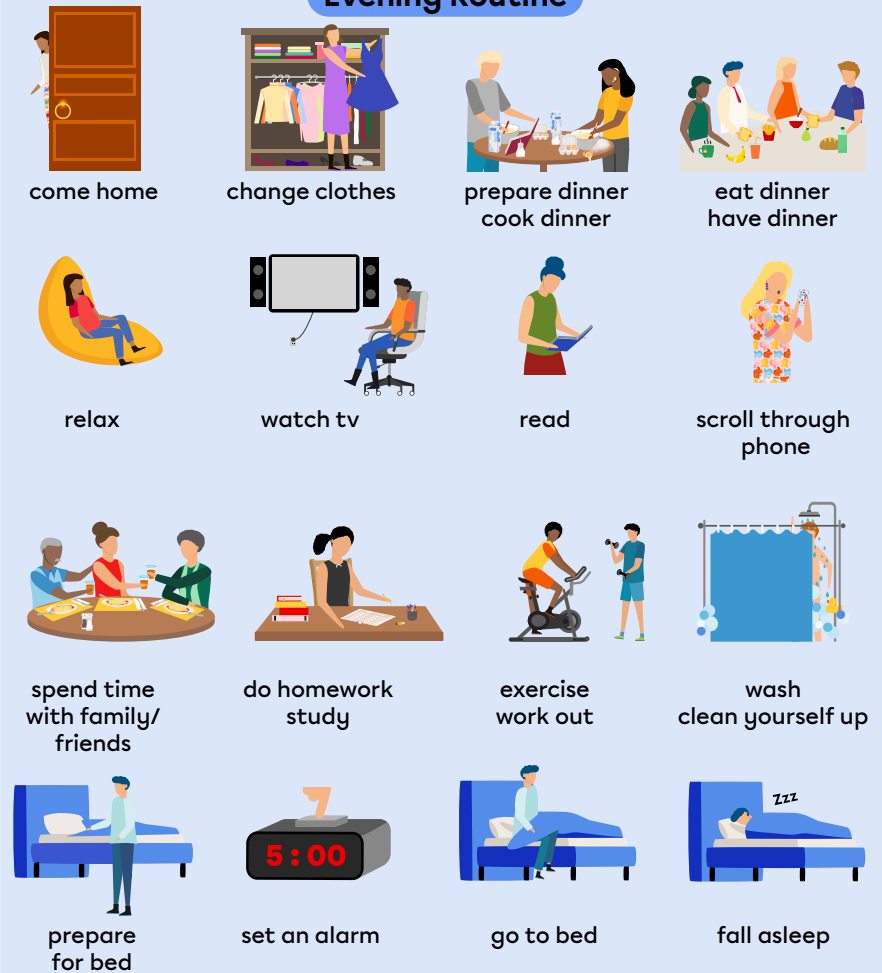 Evening Routine
come home
change clothes
prepare dinner
cook dinner
eat dinner
have dinner
relax
watch tv
read
scroll through
phone
spend time
with family/
friends
do homework
study
exercise
work out
wash
clean yourself up
Zzz
5:00
prepare
for bed
set an alarm
go to bed
fall asleep